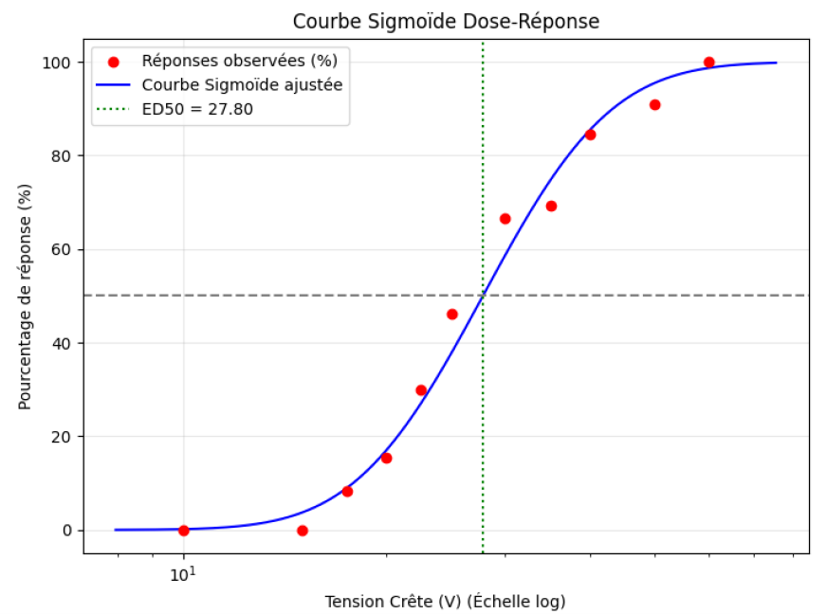 Courbe Sigmoïde Dose-Réponse
Réponses observées (%)
Courbe Sigmoïde ajustée
ED50 = 27.80
Pourcentage de réponse (%)
100
80
60
40
20
0
10¹
Tension Crête (V) (Échelle log)